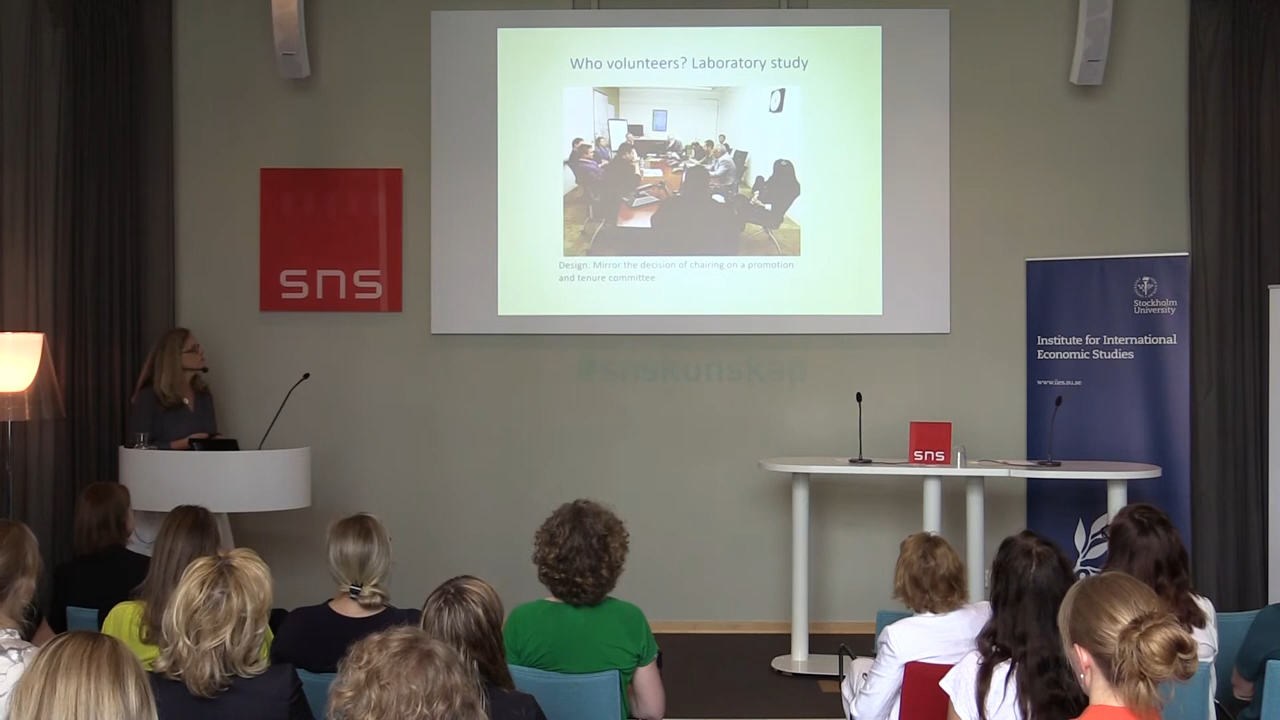 Who volunteers? Laboratory study
Design. Mirror the decision of chairing on a promotion
and tenure committee
sns
#snskunskap
Stockholm
University
Institute for International
Economic Studies
www.iies.su.se
sns